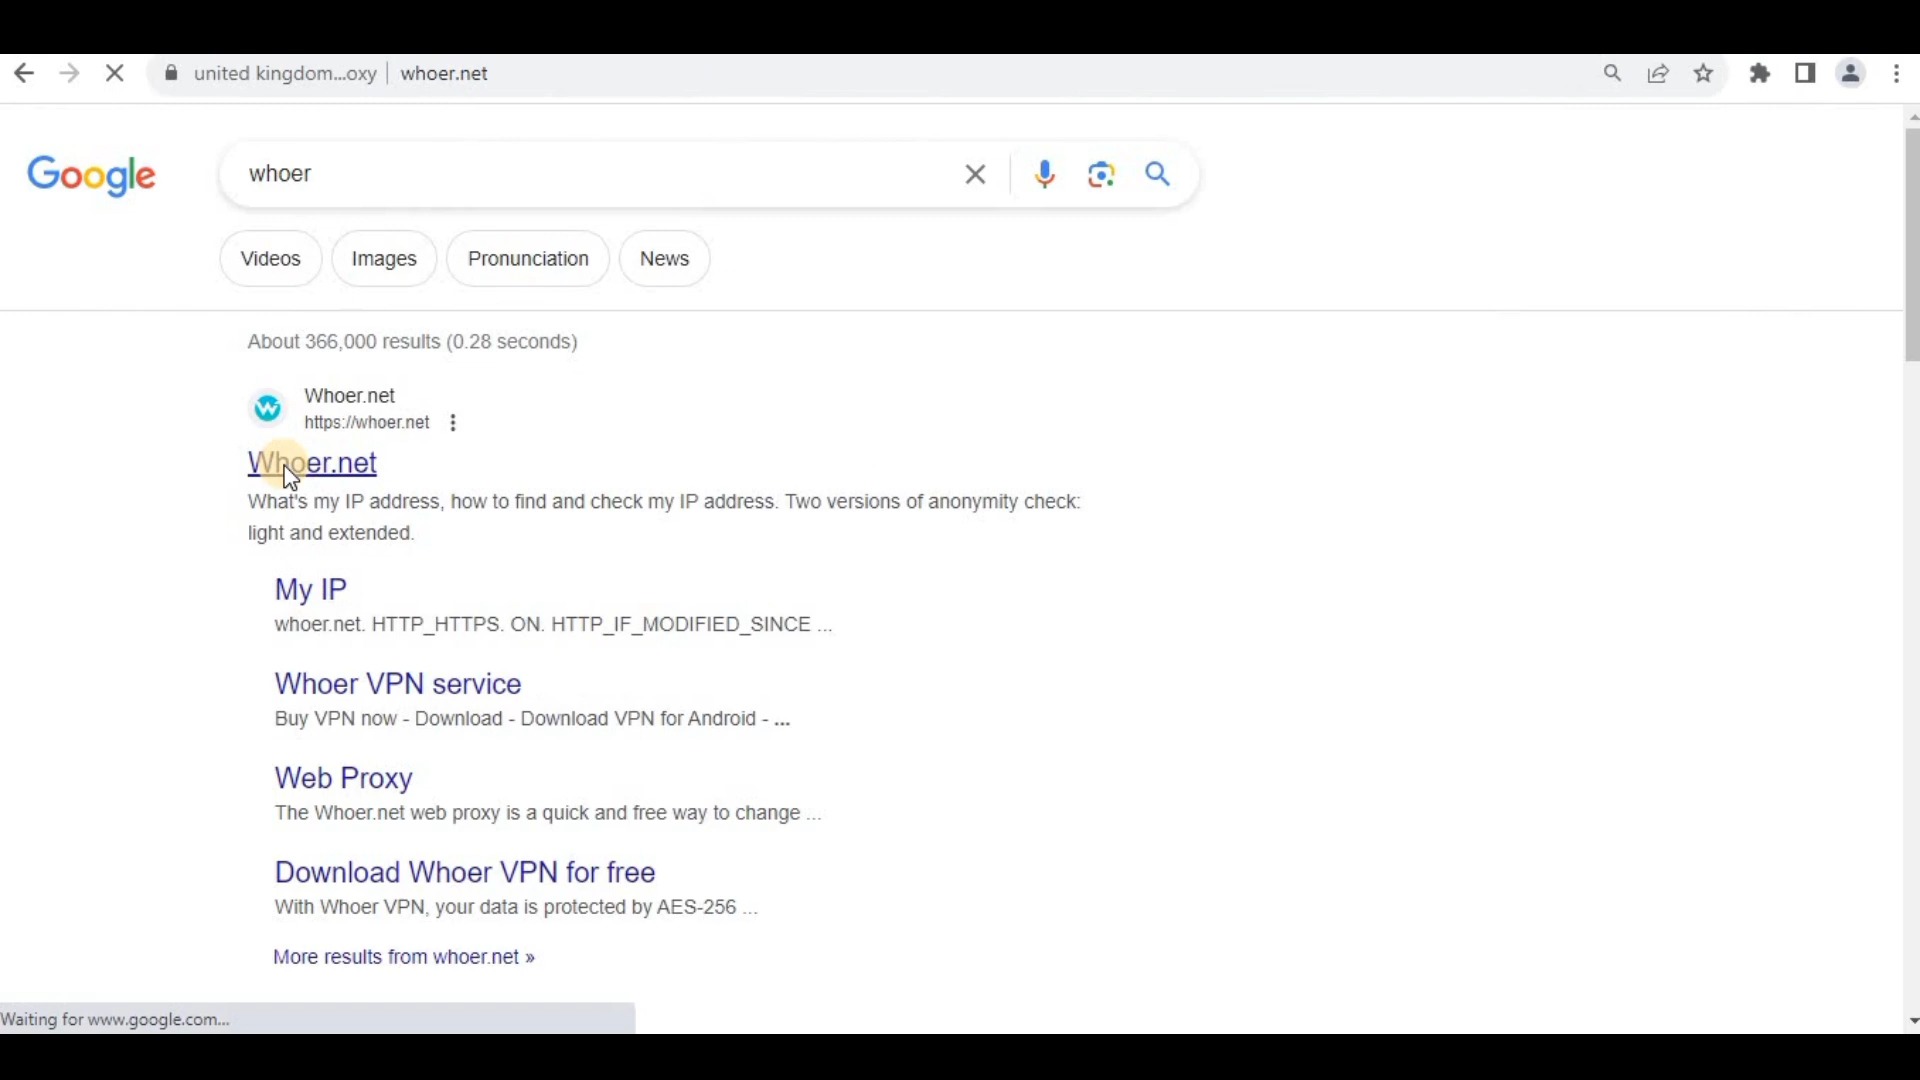 united kingdom...oxy | whoer.net
Google
whoer
Videos
Images
Pronunciation
News
About 366,000 results (0.28 seconds)
Whoer.net
https://whoer.net
Whoer.net
What's my IP address, how to find and check my IP address. Two versions of anonymity check:
light and extended.
My IP
whoer.net. HTTP_HTTPS. ON. HTTP_IF_MODIFIED_SINCE ...
Whoer VPN service
Buy VPN now - Download - Download VPN for Android - ...
Web Proxy
The Whoer.net web proxy is a quick and free way to change ...
Download Whoer VPN for free
With Whoer VPN, your data is protected by AES-256 ...
More results from whoer.net »
Waiting for www.google.com...